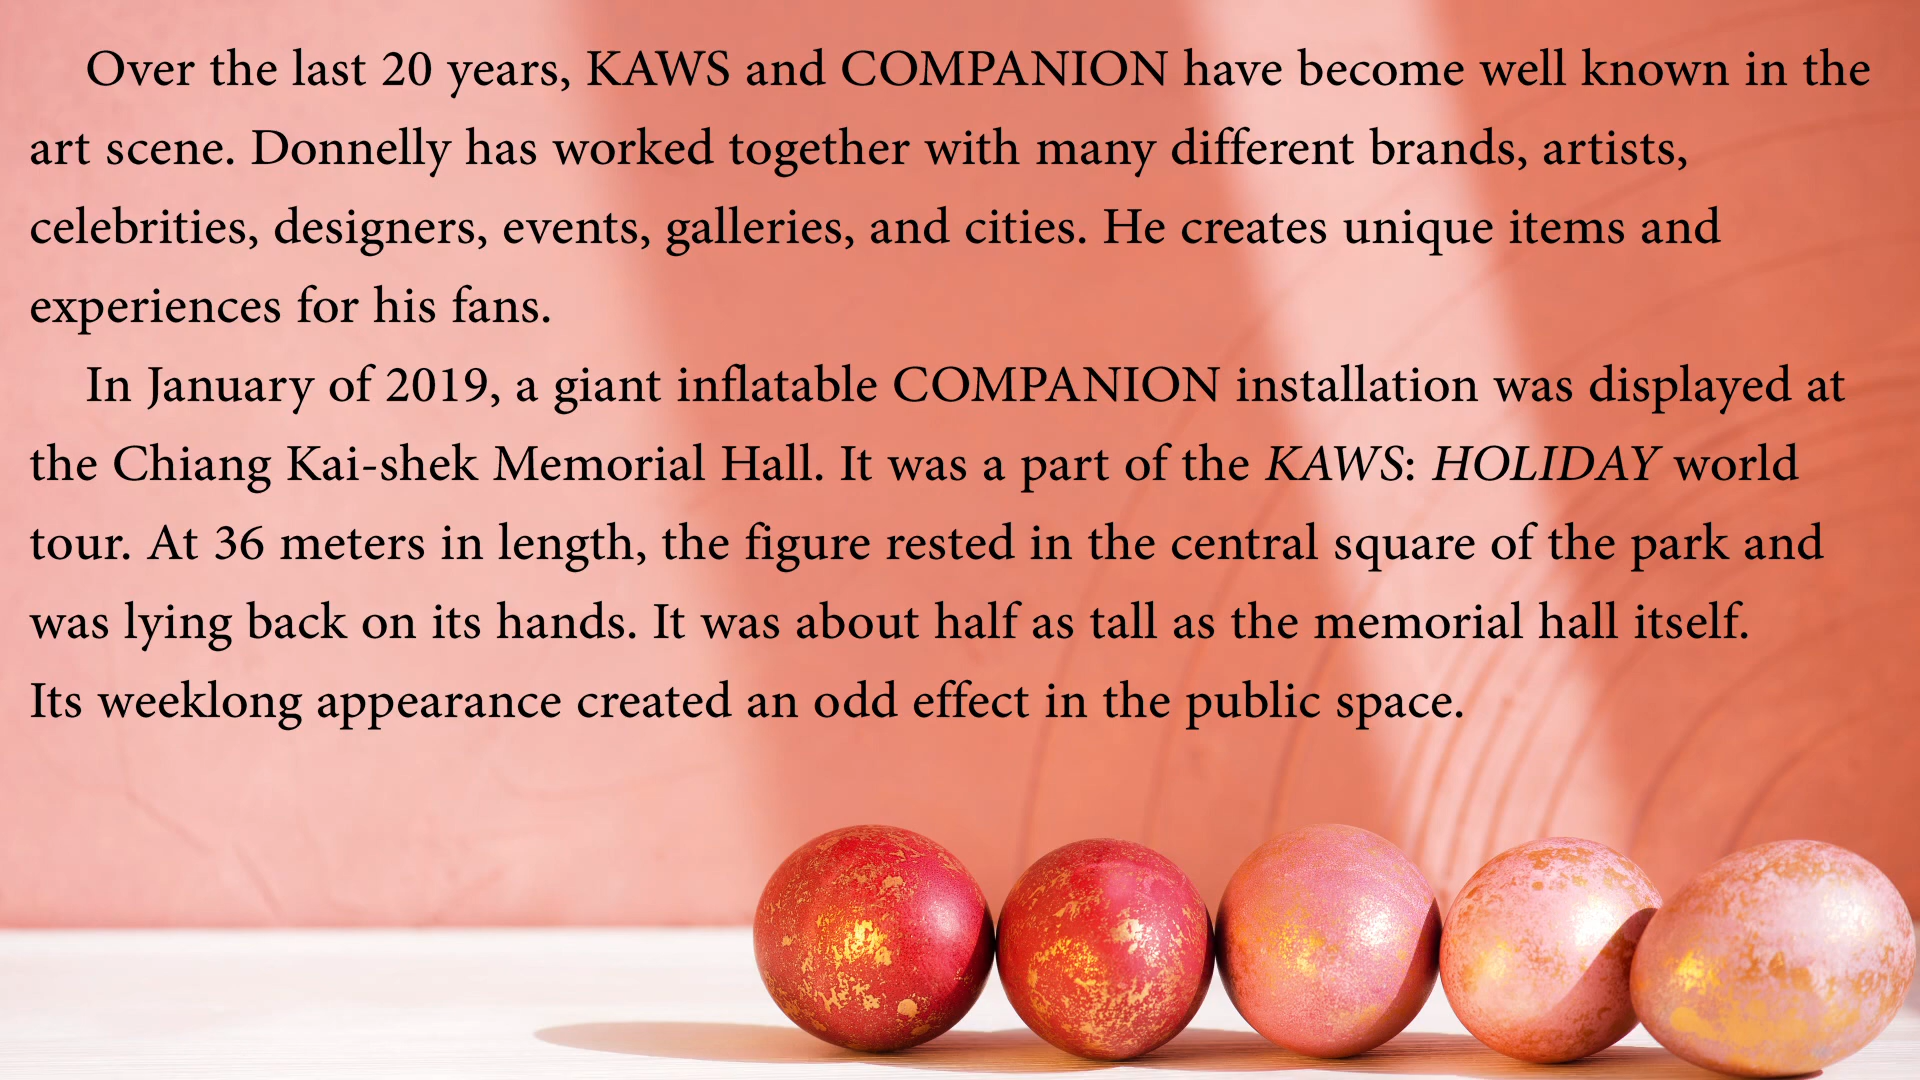 Over the last 20 years, KAWS and COMPANION have become well known in the
art scene. Donnelly has worked together with many different brands, artists,
celebrities, designers, events, galleries, and cities. He creates unique items and
experiences for his fans.
In January of 2019, a giant inflatable COMPANION installation was displayed at
the Chiang Kai-shek Memorial Hall. It was a part of the KAWS: HOLIDAY world
tour. At 36 meters in length, the figure rested in the central square of the park and
was lying back on its hands. It was about half as tall as the memorial hall itself.
Its weeklong appearance created an odd effect in the public space.